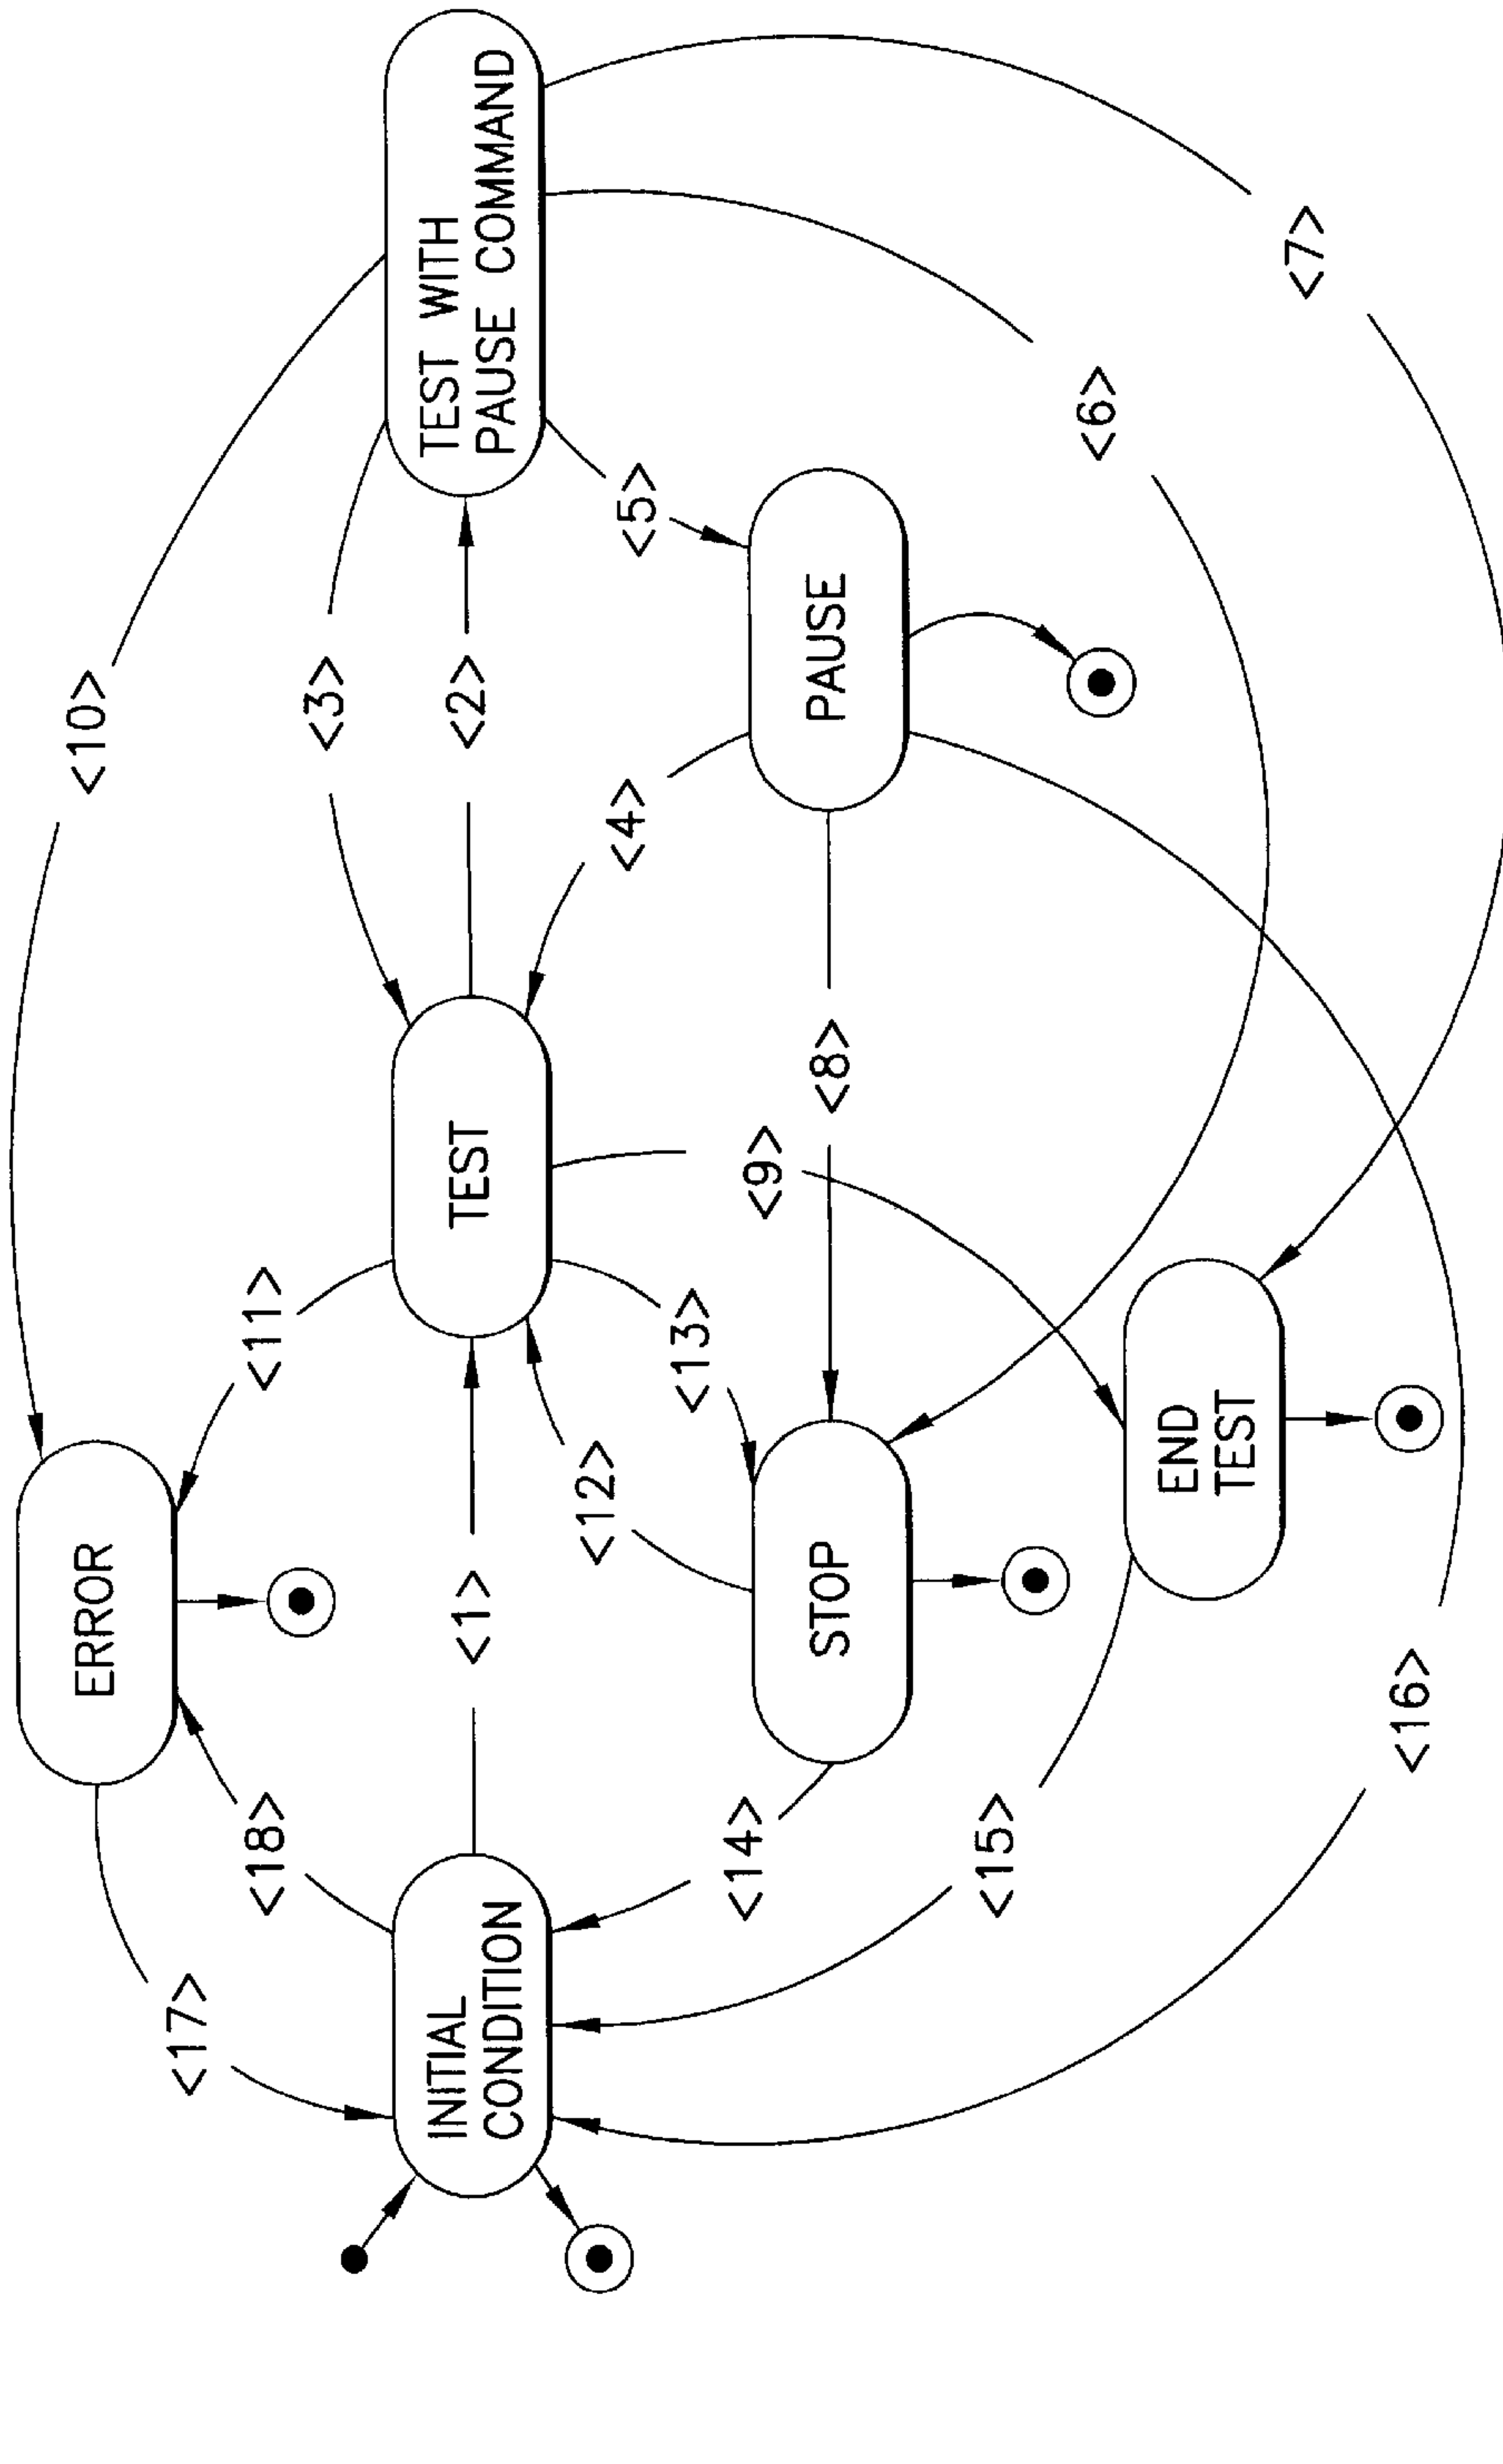 <10>
ERROR
<11>
<17>
<18>
<3>
<2>
TEST WITH
PAUSE COMMAND
INITIAL
CONDITION
<1>
TEST
<4>
<5>
<12>
<13>
<9>
<14>
STOP
<8>
PAUSE
<15>
<6>
END
TEST
<16>
<7>